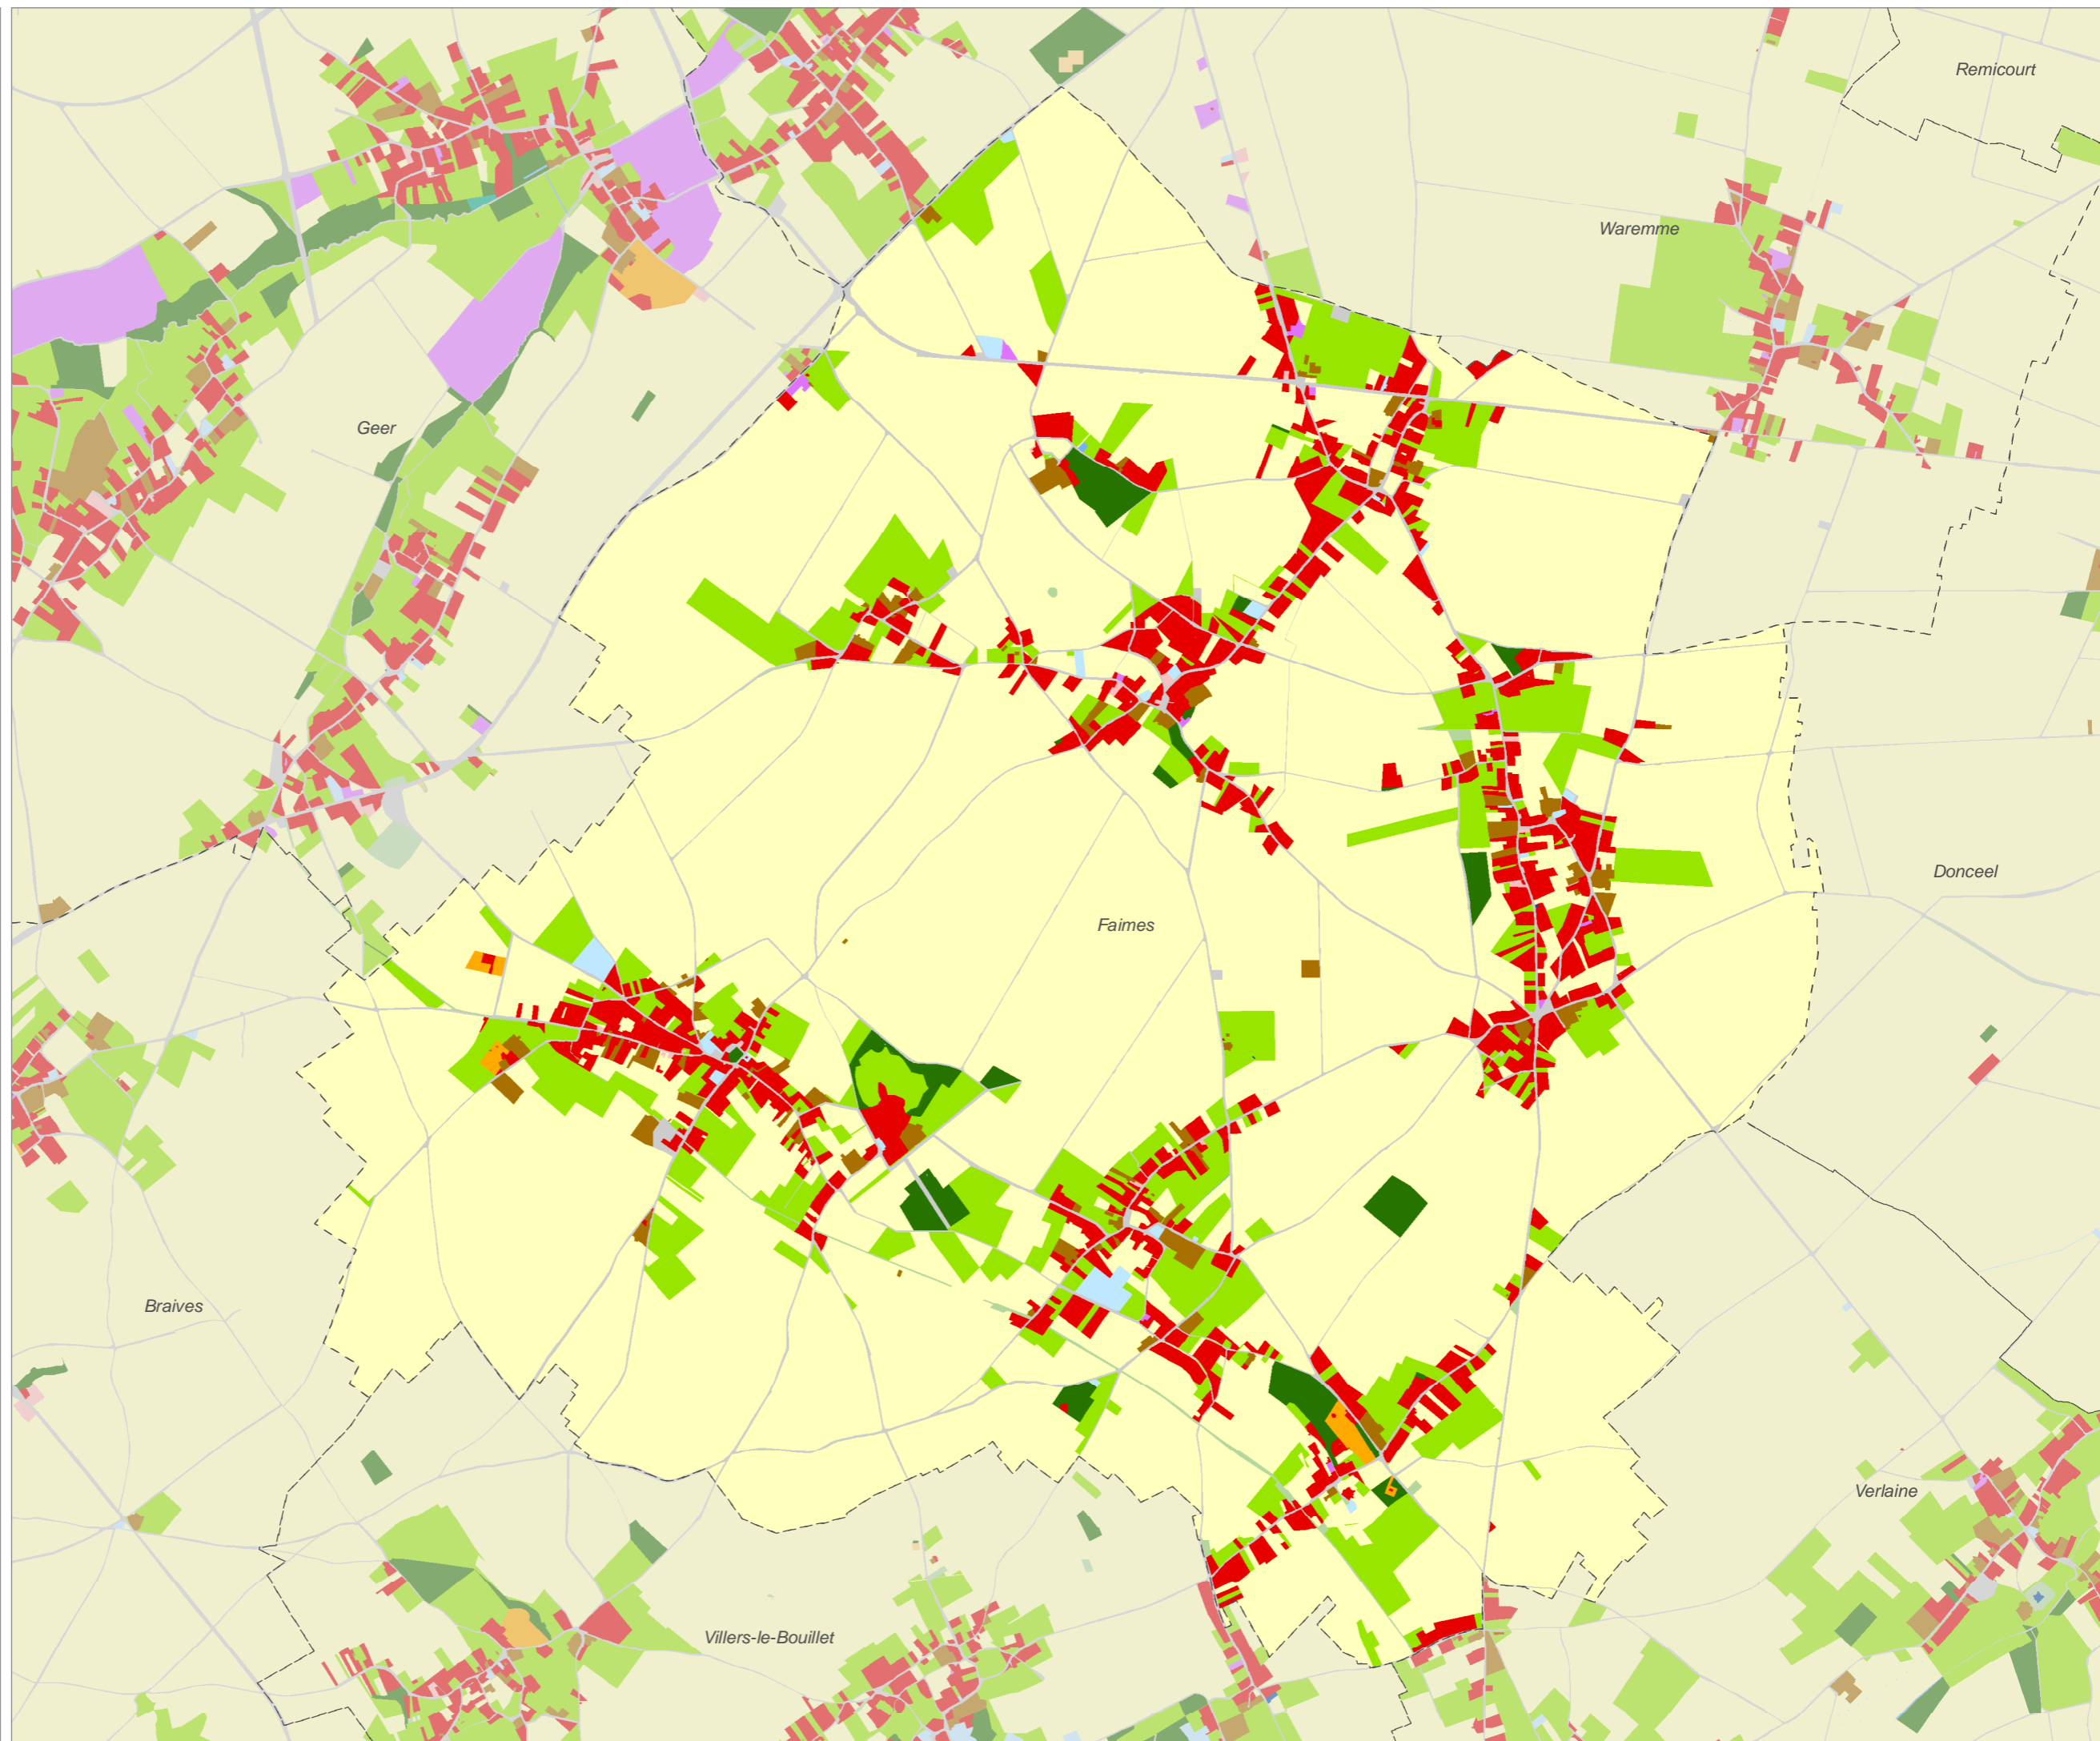 Remicourt
Waremme
Geer
Donceel
Faimes
Braives
Verlaine
Villers-le-Bouillet